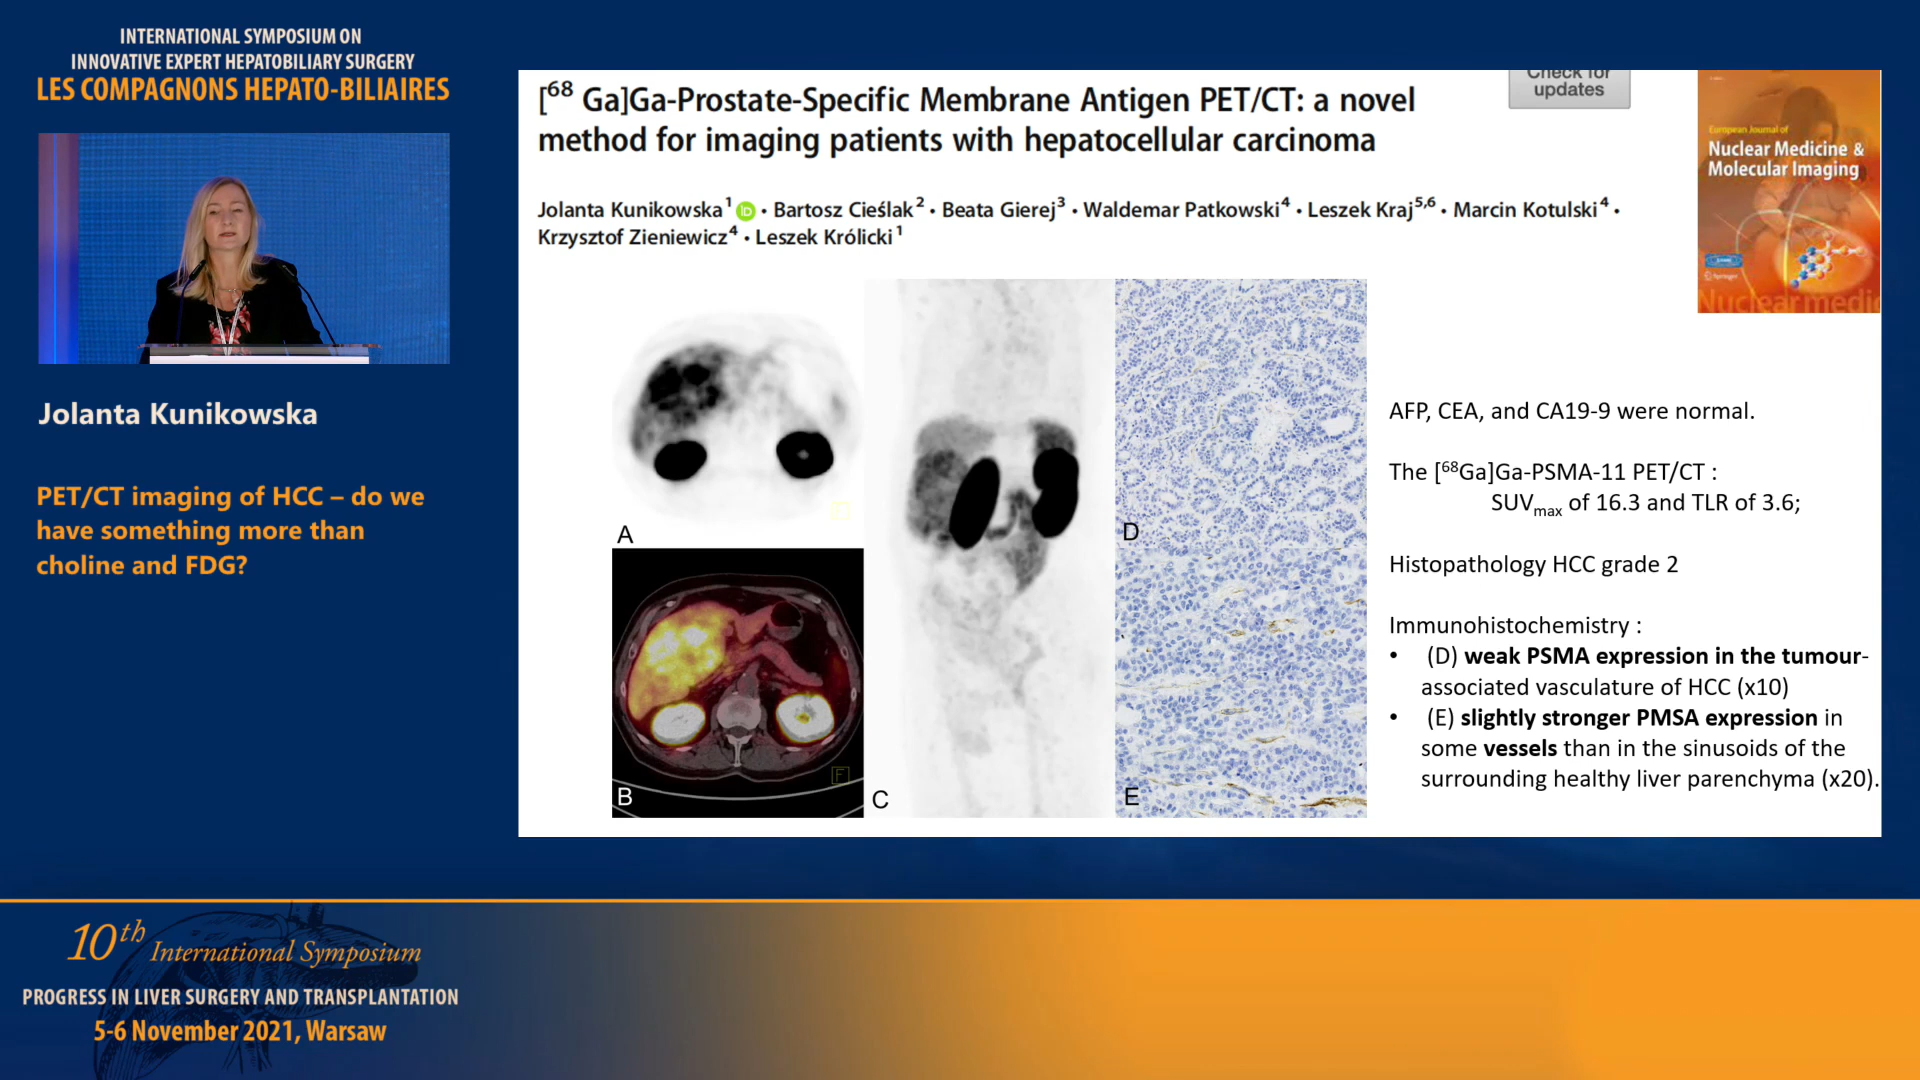 INTERNATIONAL SYMPOSIUM ON
INNOVATIVE EXPERT HEPATOBILIARY SURGERY
LES COMPAGNONS HEPATO-BILIAIRES
Jolanta Kunikowska
PET/CT imaging of HCC – do we
have something more than
choline and FDG?
[⁶⁸ Ga]Ga-Prostate-Specific Membrane Antigen PET/CT: a novel
method for imaging patients with hepatocellular carcinoma
Check for
updates
Jolanta Kunikowska¹ iD · Bartosz Cieślak² · Beata Gierej³ · Waldemar Patkowski⁴ · Leszek Kraj⁵,⁶ · Marcin Kotulski⁴ ·
Krzysztof Zieniewicz⁴ · Leszek Królicki¹
European Journal of
Nuclear Medicine &
Molecular Imaging
Springer
Nuclear medic
A
B
F
C
D
E
AFP, CEA, and CA19-9 were normal.
The [⁶⁸Ga]Ga-PSMA-11 PET/CT :
SUVmax of 16.3 and TLR of 3.6;
Histopathology HCC grade 2
Immunohistochemistry :
• (D) weak PSMA expression in the tumour-
associated vasculature of HCC (x10)
• (E) slightly stronger PMSA expression in
some vessels than in the sinusoids of the
surrounding healthy liver parenchyma (x20).
10th International Symposium
PROGRESS IN LIVER SURGERY AND TRANSPLANTATION
5-6 November 2021, Warsaw